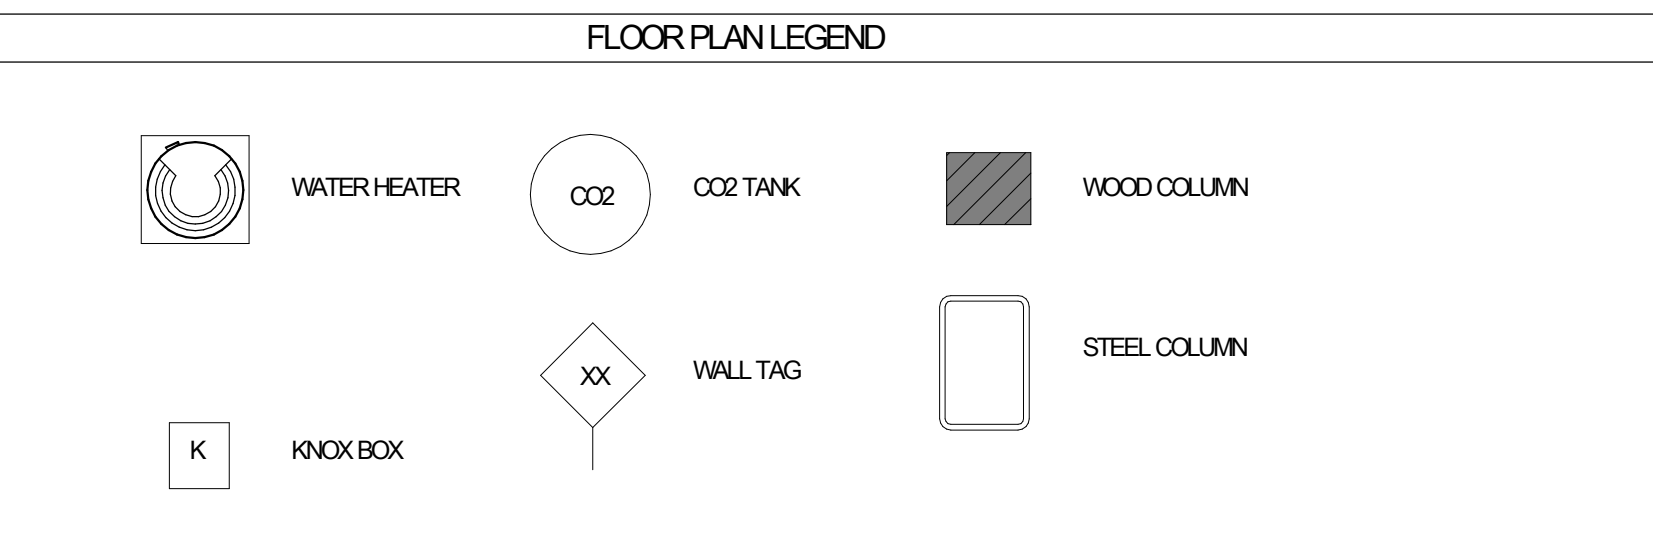 FLOOR PLAN LEGEND
WATER HEATER
CO2
CO2 TANK
WOOD COLUMN
XX
WALL TAG
STEEL COLUMN
K
KNOX BOX